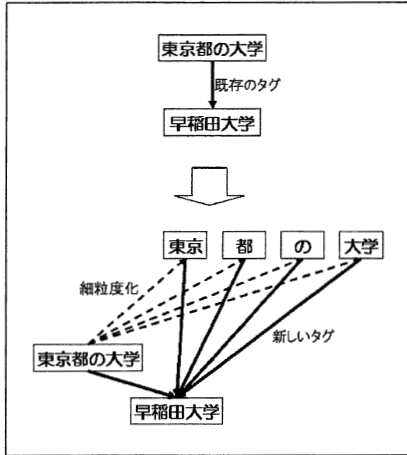 東京都の大学
既存のタグ
早稲田大学
東京 都 の 大学
細粒度化
新しいタグ
東京都の大学
早稲田大学